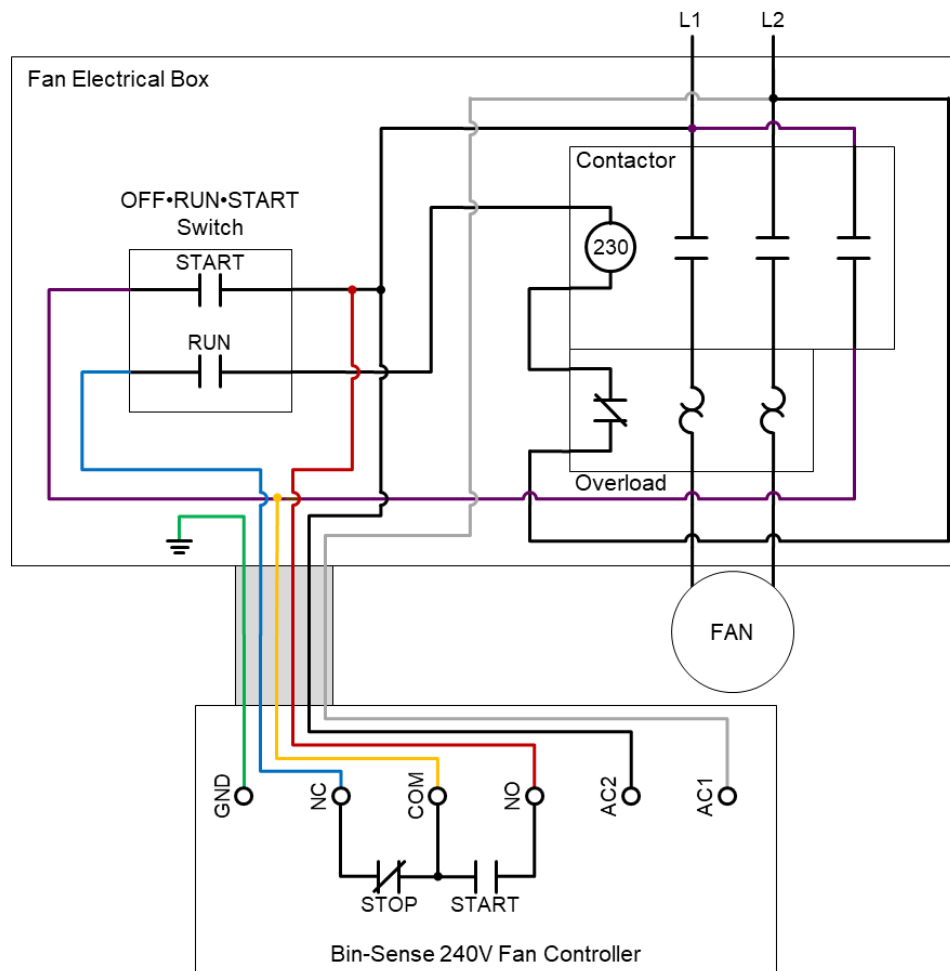 L1
L2
Fan Electrical Box
Contactor
OFF•RUN•START
Switch
START
230
RUN
Overload
FAN
GND
NC
COM
NO
AC2
AC1
STOP
START
Bin-Sense 240V Fan Controller